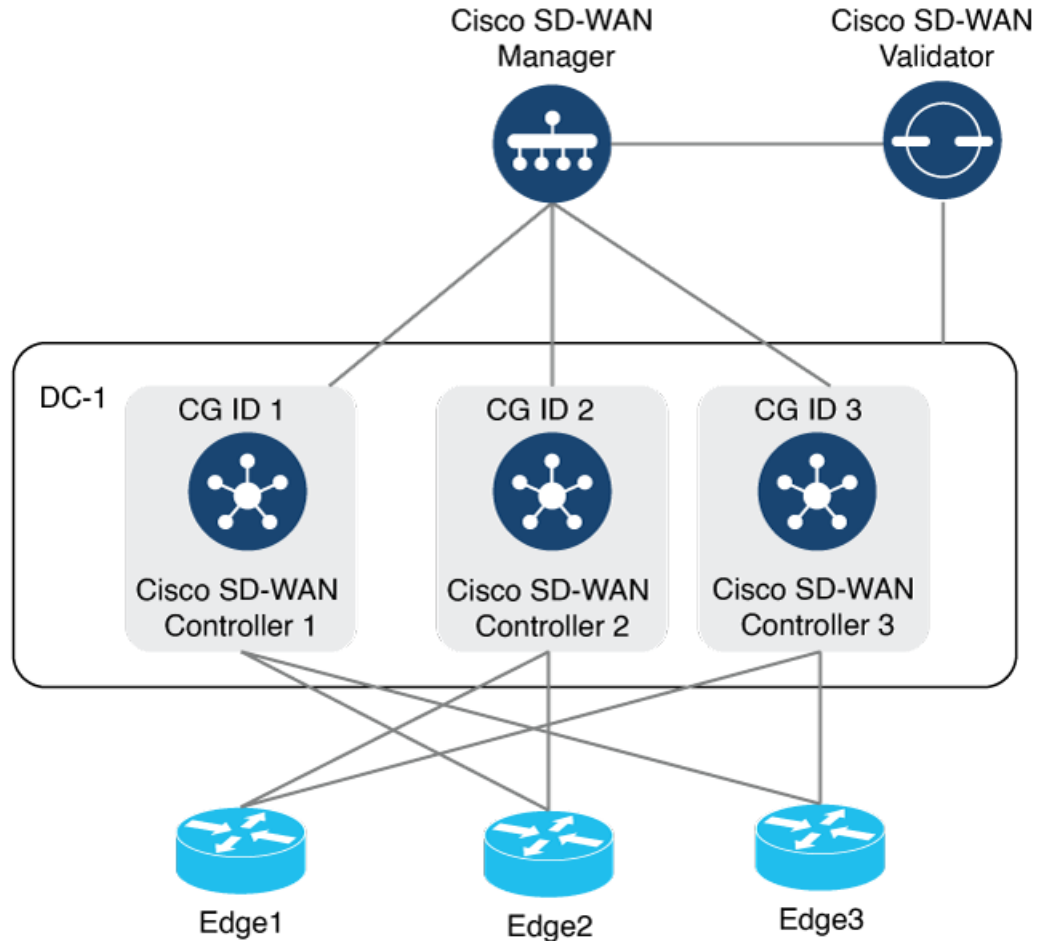 Cisco SD-WAN
Manager
Cisco SD-WAN
Validator
DC-1
CG ID 1
CG ID 2
CG ID 3
Cisco SD-WAN
Controller 1
Cisco SD-WAN
Controller 2
Cisco SD-WAN
Controller 3
Edge1
Edge2
Edge3